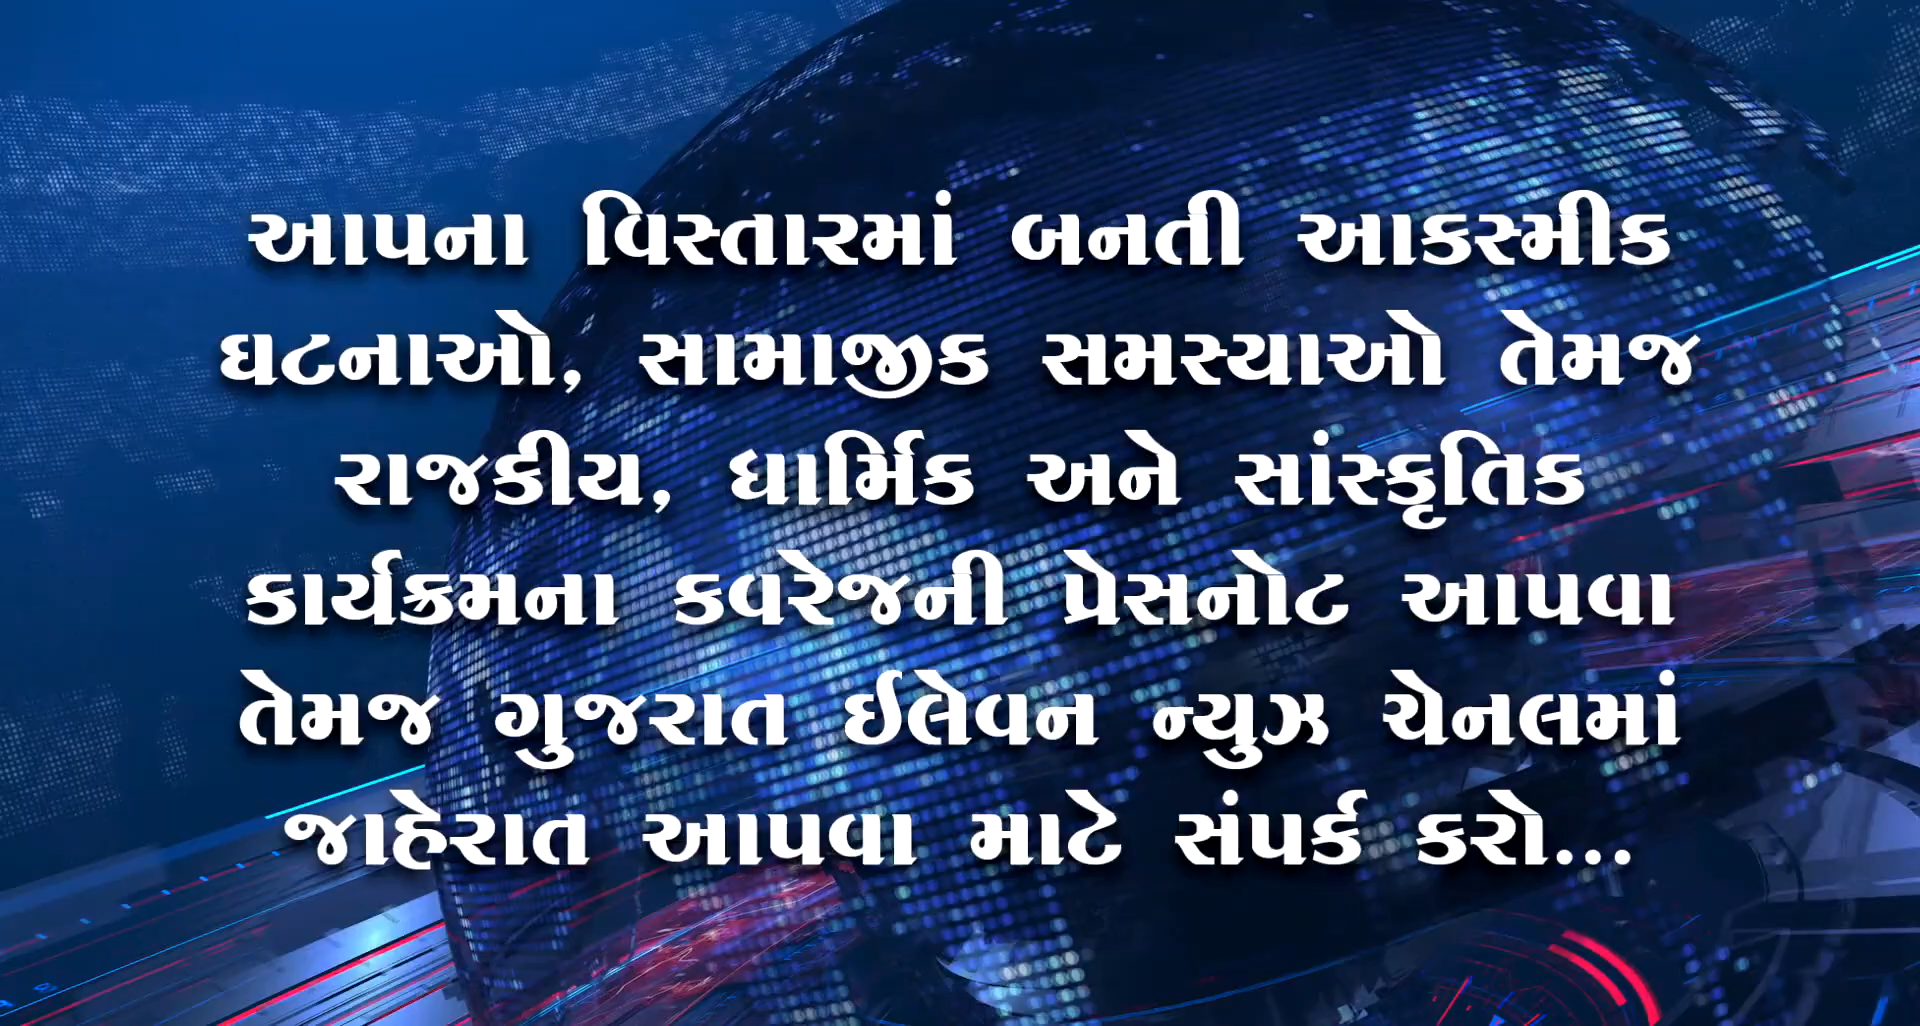 આપના વિસ્તારમાં બનતી આકસ્મીક
ઘટનાઓ, સામાજીક સમસ્યાઓ તેમજ
રાજકીય, ધાર્મિક અને સાંસ્કૃતિક
કાર્યક્રમના કવરેજની પ્રેસનોટ આપવા
તેમજ ગુજરાત ઈલેવન ન્યુઝ ચેનલમાં
જાહેરાત આપવા માટે સંપર્ક કરો...